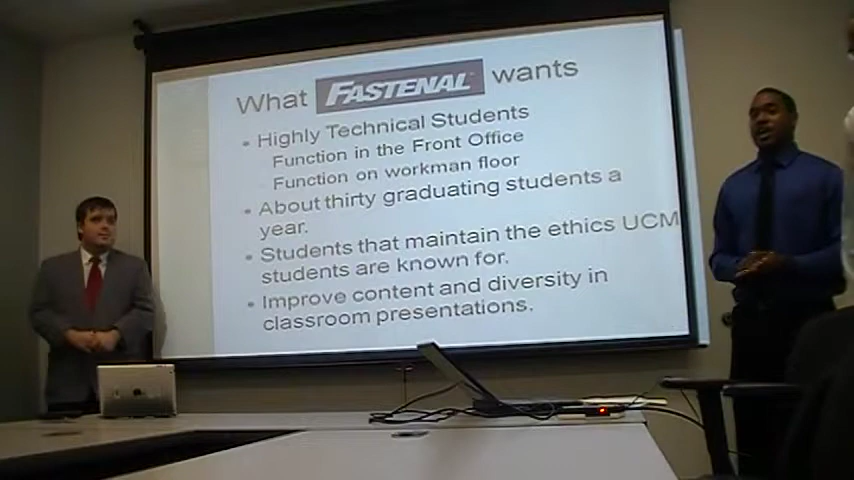 What FASTENAL wants
• Highly Technical Students
Function in the Front Office
Function on workman floor
• About thirty graduating students a
year.
• Students that maintain the ethics UCM
students are known for.
• Improve content and diversity in
classroom presentations.